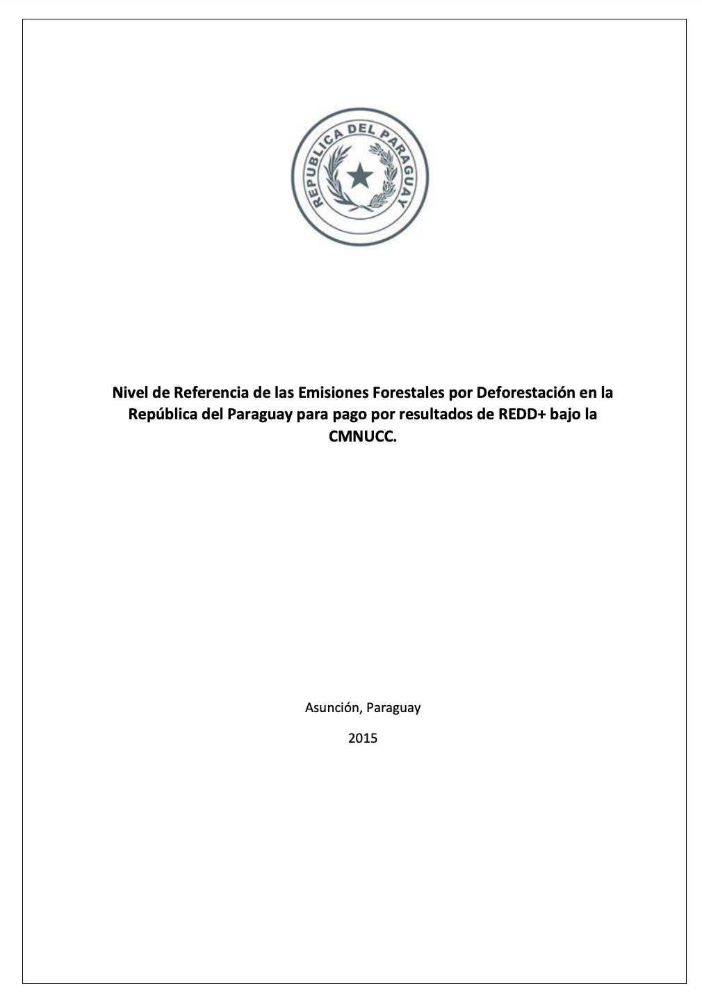 REPUBLICA DEL PARAGUAY
Nivel de Referencia de las Emisiones Forestales por Deforestación en la
República del Paraguay para pago por resultados de REDD+ bajo la
CMNUCC.
Asunción, Paraguay
2015